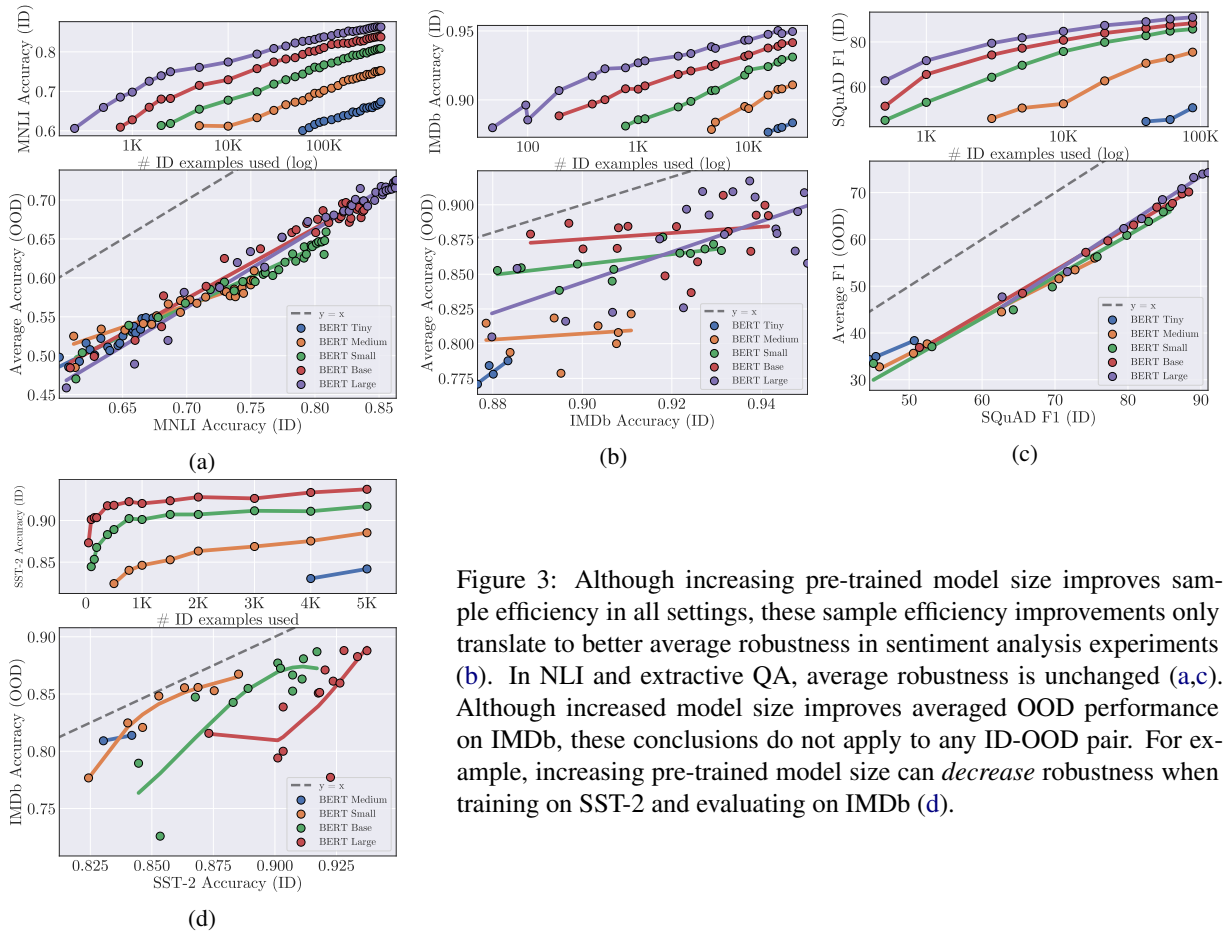 MNLI Accuracy (ID)
0.8
0.7
0.6
1K
10K
100K
# ID examples used (log)
Average Accuracy (OOD)
0.70
0.65
0.60
0.55
0.50
0.45
y = x
BERT Tiny
BERT Medium
BERT Small
BERT Base
BERT Large
0.65
0.70
0.75
0.80
0.85
MNLI Accuracy (ID)
(a)
IMDb Accuracy (ID)
0.95
0.90
100
1K
10K
# ID examples used (log)
Average Accuracy (OOD)
0.900
0.875
0.850
0.825
0.800
0.775
y = x
BERT Tiny
BERT Medium
BERT Small
BERT Base
BERT Large
0.88
0.90
0.92
0.94
IMDb Accuracy (ID)
(b)
SQuAD F1 (ID)
80
60
1K
10K
100K
# ID examples used (log)
Average F1 (OOD)
70
60
50
40
30
y = x
BERT Tiny
BERT Medium
BERT Small
BERT Base
BERT Large
50
60
70
80
90
SQuAD F1 (ID)
(c)
SST-2 Accuracy (ID)
0.90
0.85
0
1K
2K
3K
4K
5K
# ID examples used
IMDb Accuracy (OOD)
0.90
0.85
0.80
0.75
y = x
BERT Medium
BERT Small
BERT Base
BERT Large
0.825
0.850
0.875
0.900
0.925
SST-2 Accuracy (ID)
(d)
Figure 3: Although increasing pre-trained model size improves sam-
ple efficiency in all settings, these sample efficiency improvements only
translate to better average robustness in sentiment analysis experiments
(b). In NLI and extractive QA, average robustness is unchanged (a,c).
Although increased model size improves averaged OOD performance
on IMDb, these conclusions do not apply to any ID-OOD pair. For ex-
ample, increasing pre-trained model size can decrease robustness when
training on SST-2 and evaluating on IMDb (d).